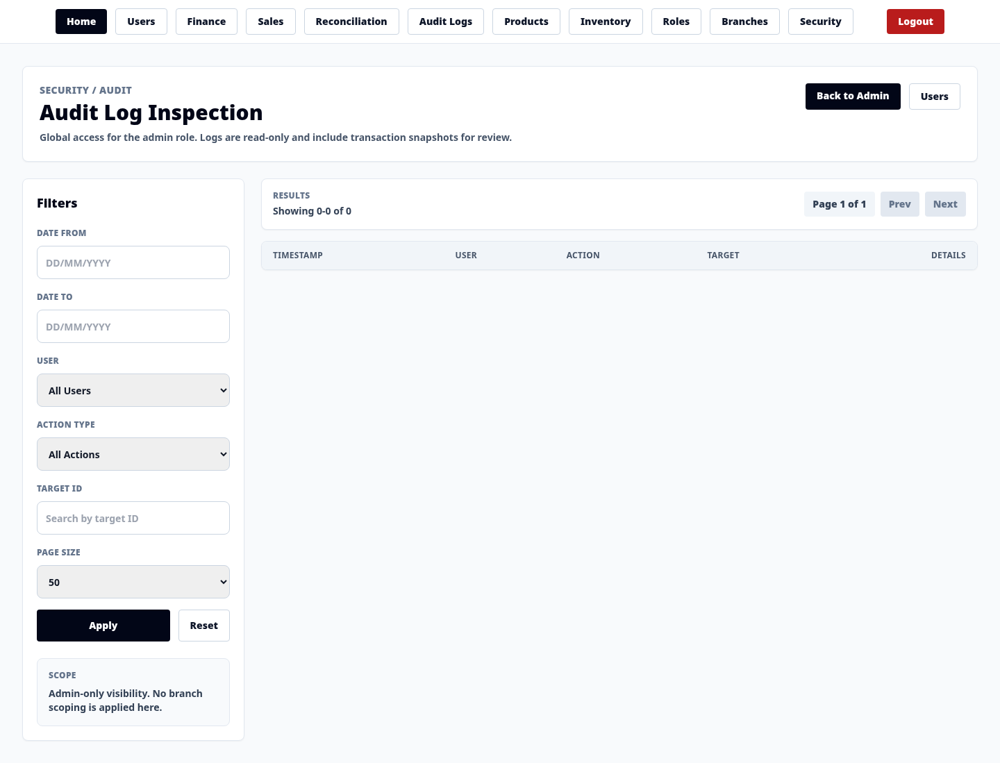 Home Users Finance Sales Reconciliation Audit Logs Products Inventory Roles Branches Security Logout
SECURITY / AUDIT
Audit Log Inspection
Global access for the admin role. Logs are read-only and include transaction snapshots for review.
Back to Admin Users
Filters
DATE FROM
DD/MM/YYYY
DATE TO
DD/MM/YYYY
USER
All Users
ACTION TYPE
All Actions
TARGET ID
Search by target ID
PAGE SIZE
50
Apply Reset
SCOPE
Admin-only visibility. No branch
scoping is applied here.
RESULTS
Showing 0-0 of 0
Page 1 of 1 Prev Next
TIMESTAMP USER ACTION TARGET DETAILS